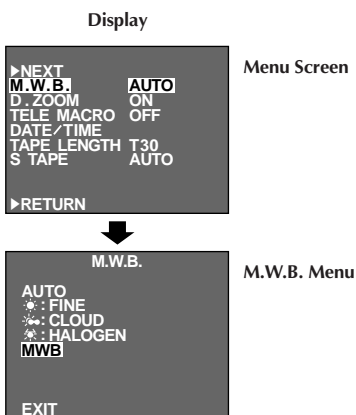 Display
▶NEXT
M.W.B. AUTO
D.ZOOM ON
TELE MACRO OFF
DATE/TIME
TAPE LENGTH T30
S TAPE AUTO
▶RETURN
Menu Screen
M.W.B.
AUTO
: FINE
: CLOUD
: HALOGEN
MWB
EXIT
M.W.B. Menu